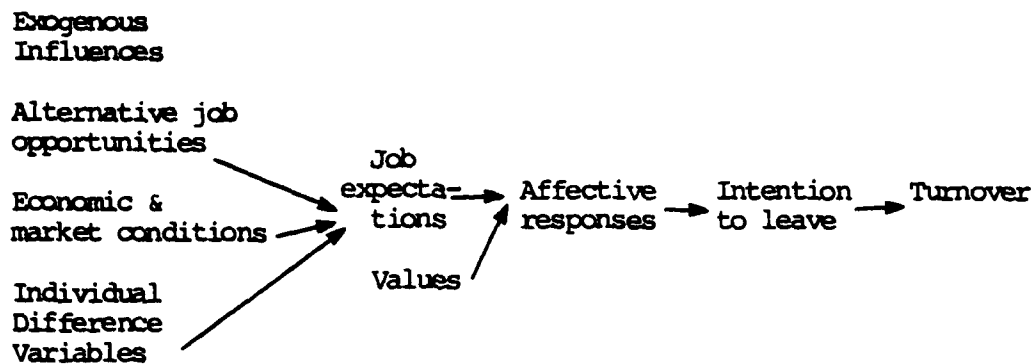 Exogenous
Influences
Alternative job
opportunities
Economic &
market conditions
Individual
Difference
Variables
Job
expecta-
tions
Values
Affective
responses
Intention
to leave
Turnover